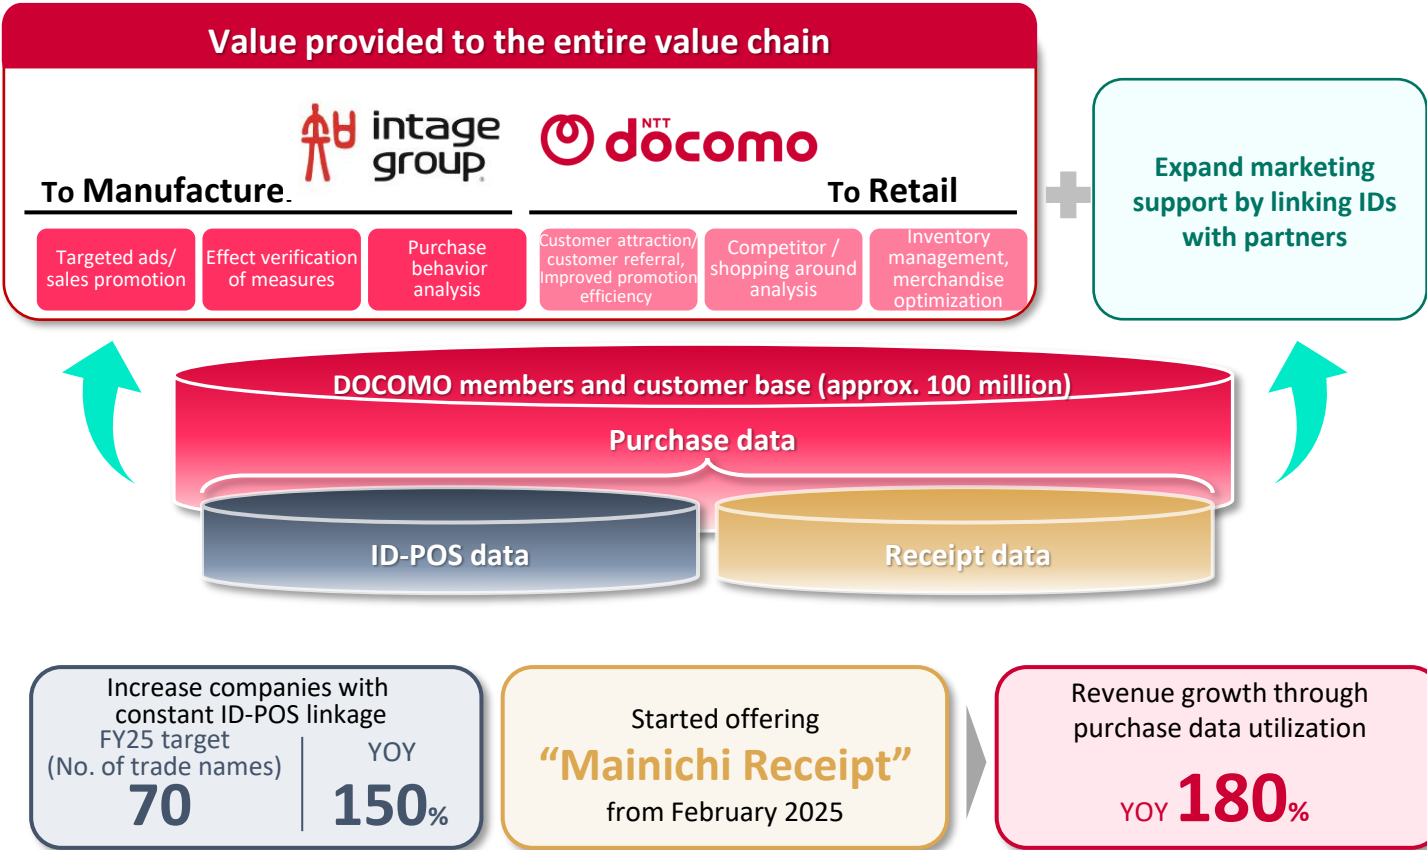 Value provided to the entire value chain
intage
group
NTT
döcomo
To Manufacture.
To Retail
Targeted ads/
sales promotion
Effect verification
of measures
Purchase
behavior
analysis
Customer attraction/
customer referral,
Improved promotion
efficiency
Competitor /
shopping around
analysis
Inventory
management,
merchandise
optimization
Expand marketing
support by linking IDs
with partners
DOCOMO members and customer base (approx. 100 million)
Purchase data
ID-POS data
Receipt data
Increase companies with
constant ID-POS linkage
FY25 target
(No. of trade names)
70
YOY
150%
Started offering
“Mainichi Receipt”
from February 2025
Revenue growth through
purchase data utilization
YOY 180%